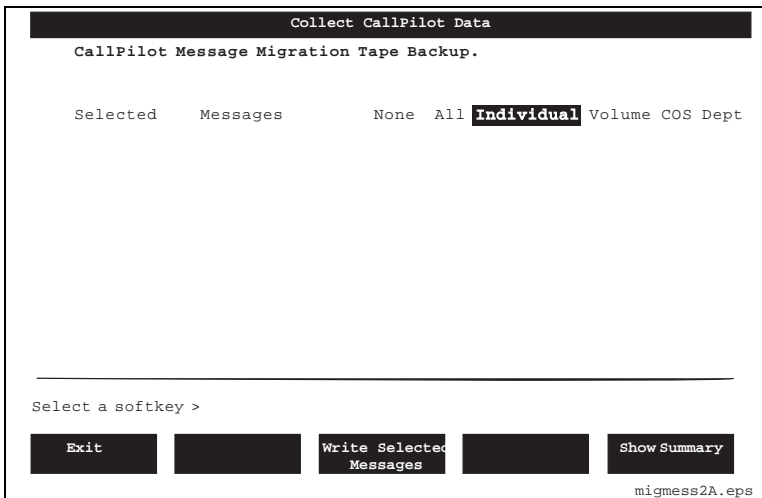 Collect CallPilot Data
CallPilot Message Migration Tape Backup.
Selected Messages None All Individual Volume COS Dept
Select a softkey >
Exit Write Selected Show Summary
Messages
migmess2A.eps